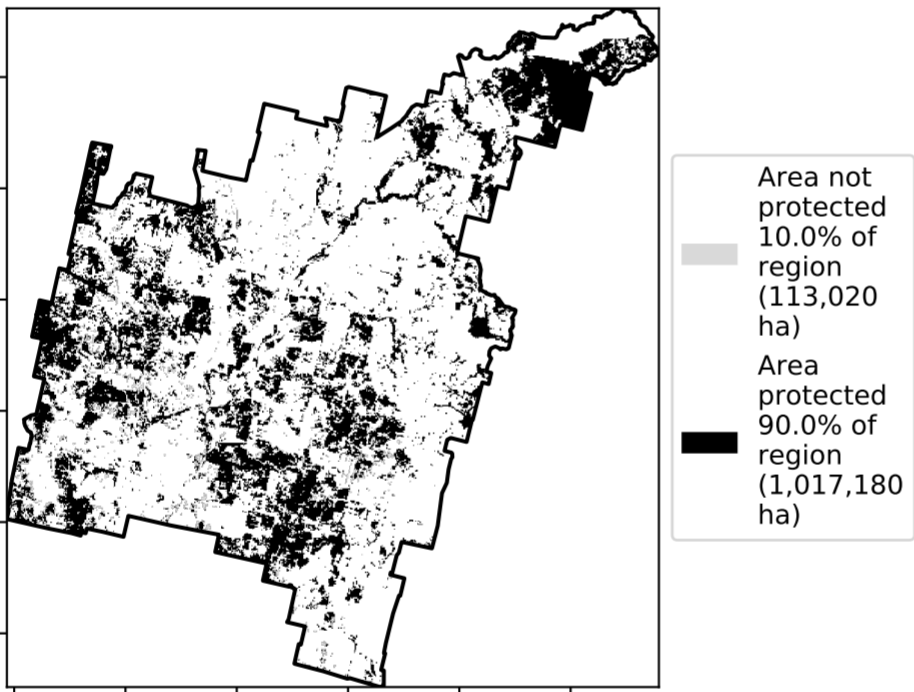 Area not
protected
10.0% of
region
(113,020
ha)
Area
protected
90.0% of
region
(1,017,180
ha)